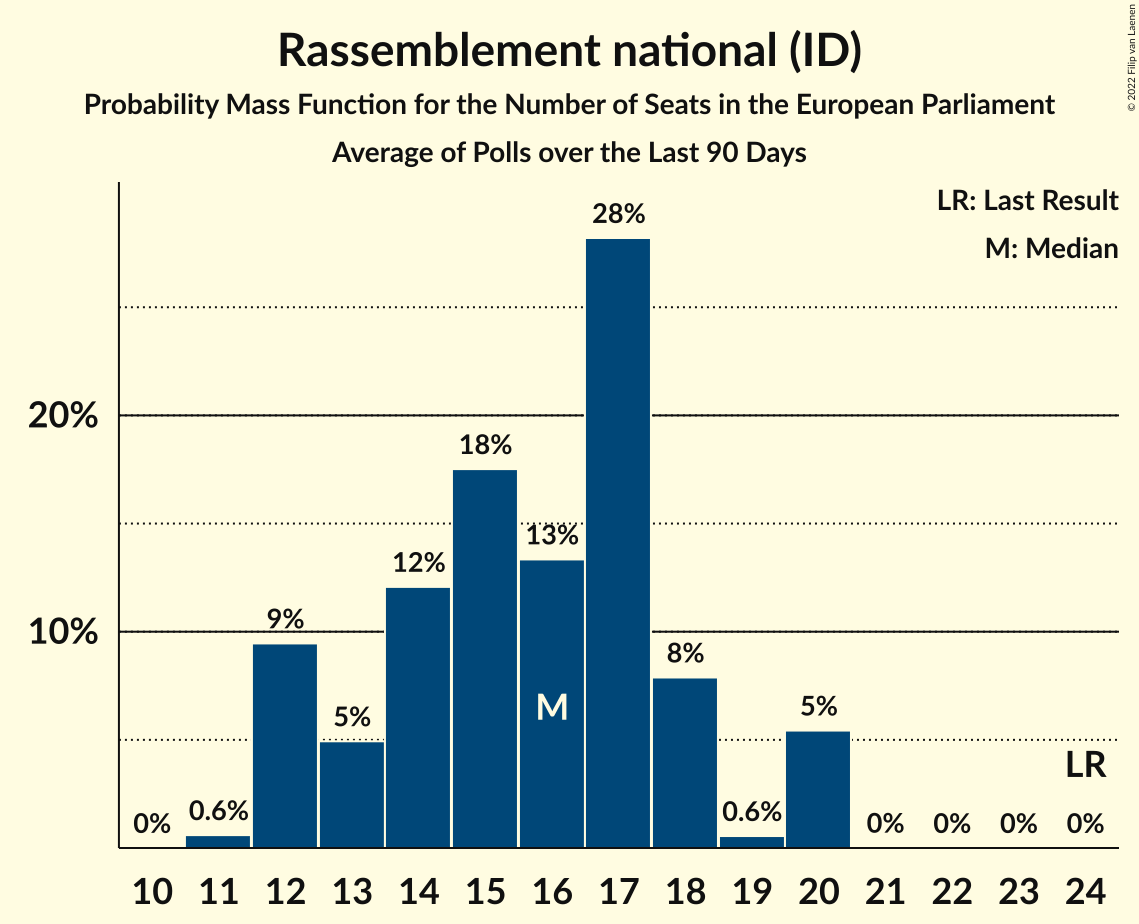 Rassemblement national (ID)
Probability Mass Function for the Number of Seats in the European Parliament
Average of Polls over the Last 90 Days
© 2022 Filip van Laenen
LR: Last Result
M: Median
28%
20%
18%
13%
12%
10%
9%
8%
M
5%
5%
LR
0%
0.6%
0.6%
0%
0%
0%
0%
10 11 12 13 14 15 16 17 18 19 20 21 22 23 24